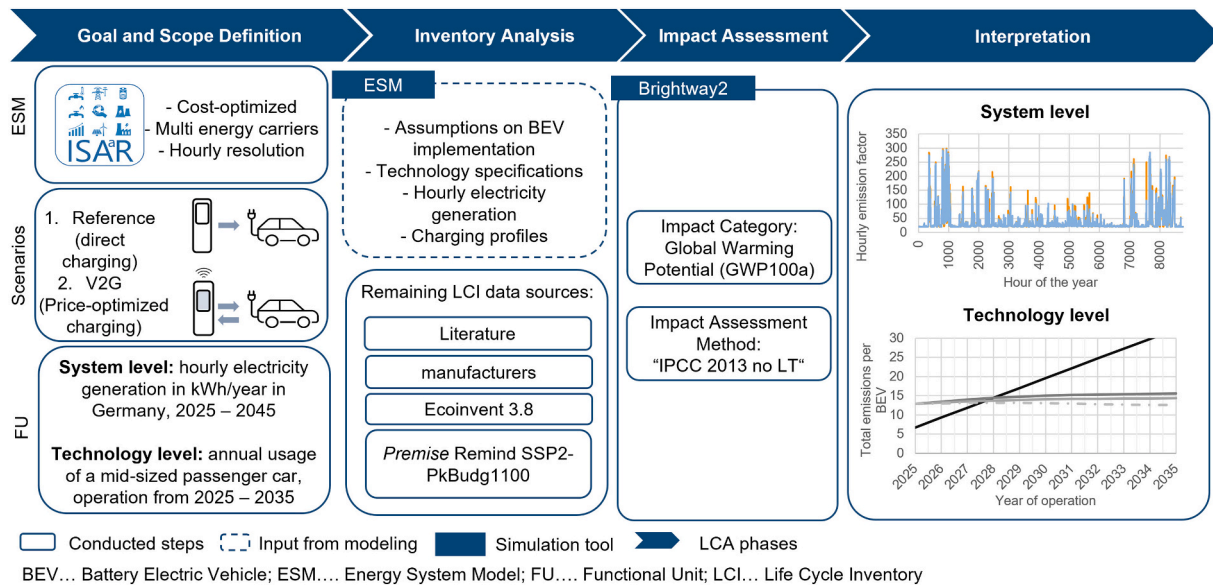 Goal and Scope Definition
Inventory Analysis
Impact Assessment
Interpretation
ESM
ISAaR
- Cost-optimized
- Multi energy carriers
- Hourly resolution
Scenarios
1. Reference
(direct
charging)
2. V2G
(Price-optimized
charging)
FU
System level: hourly electricity
generation in kWh/year in
Germany, 2025 – 2045
Technology level: annual usage
of a mid-sized passenger car,
operation from 2025 – 2035
ESM
- Assumptions on BEV
implementation
- Technology specifications
- Hourly electricity
generation
- Charging profiles
Remaining LCI data sources:
Literature
manufacturers
Ecoinvent 3.8
Premise Remind SSP2-
PkBudg1100
Brightway2
Impact Category:
Global Warming
Potential (GWP100a)
Impact Assessment
Method:
“IPCC 2013 no LT“
System level
Hourly emission factor
350
300
250
200
150
100
50
0
0 1000 2000 3000 4000 5000 6000 7000 8000
Hour of the year
Technology level
Total emissions per
BEV
30
25
20
15
10
5
0
2025 2026 2027 2028 2029 2030 2031 2032 2033 2034 2035
Year of operation
Conducted steps
Input from modeling
Simulation tool
LCA phases
BEV… Battery Electric Vehicle; ESM…. Energy System Model; FU…. Functional Unit; LCI… Life Cycle Inventory